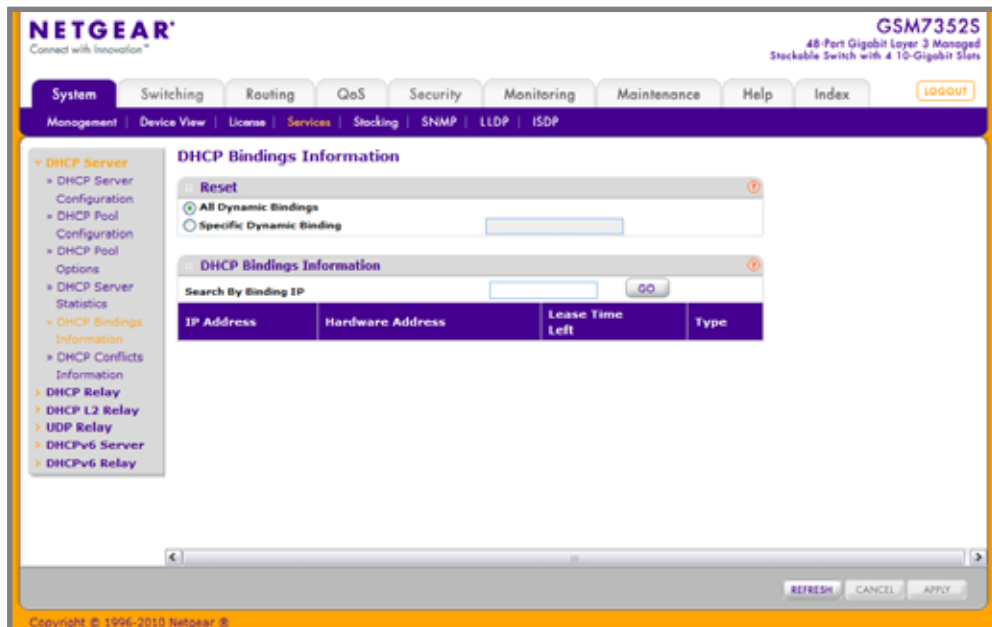 NETGEAR®
Connect with Innovation™
GSM7352S
48-Port Gigabit Layer 3 Managed
Stackable Switch with 4 10-Gigabit Slots
System Switching Routing QoS Security Monitoring Maintenance Help Index LOGOUT
Management | Device View | License | Services | Stacking | SNMP | LLDP | ISDP
DHCP Server
» DHCP Server
Configuration
» DHCP Pool
Configuration
» DHCP Pool
Options
» DHCP Server
Statistics
» DHCP Bindings
Information
» DHCP Conflicts
Information
> DHCP Relay
> DHCP L2 Relay
> UDP Relay
> DHCPv6 Server
> DHCPv6 Relay
DHCP Bindings Information
Reset ?
All Dynamic Bindings
Specific Dynamic Binding
DHCP Bindings Information ?
Search By Binding IP GO
IP Address Hardware Address Lease Time Left Type
REFRESH CANCEL APPLY
Copyright © 1996-2010 Netgear ®